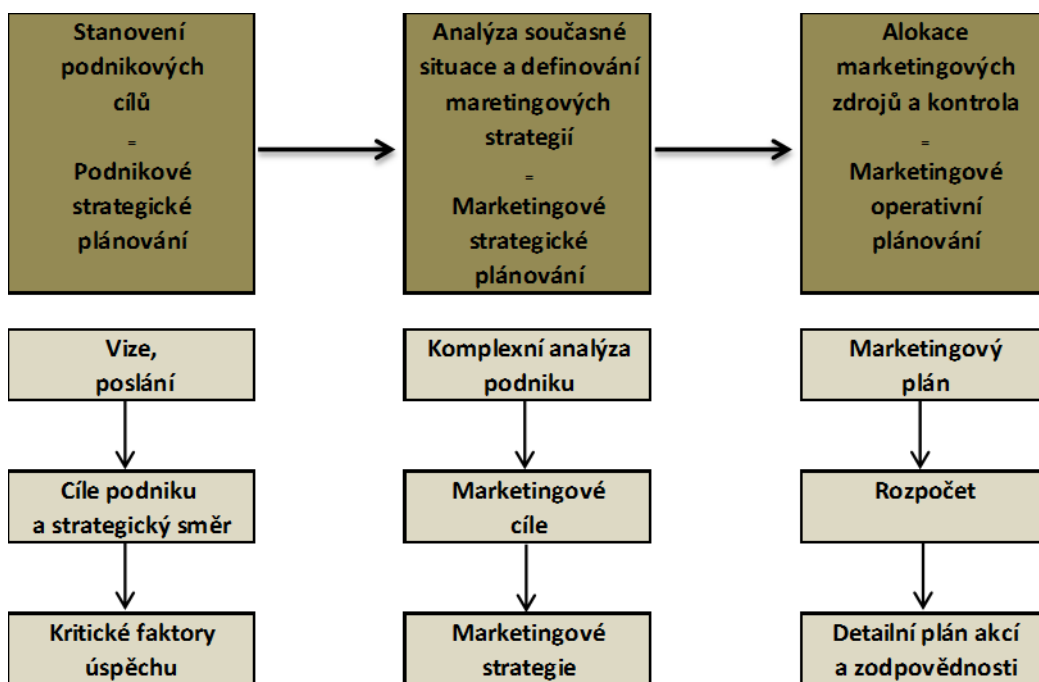 Stanovení
podnikových
cílů
=
Podnikové
strategické
plánování
Analýza současné
situace a definování
maretingových
strategií
=
Marketingové
strategické
plánování
Alokace
marketingových
zdrojů a kontrola
=
Marketingové
operativní
plánování
Vize,
poslání
Komplexní analýza
podniku
Marketingový
plán
Cíle podniku
a strategický směr
Marketingové
cíle
Rozpočet
Kritické faktory
úspěchu
Marketingové
strategie
Detailní plán akcí
a zodpovědnosti